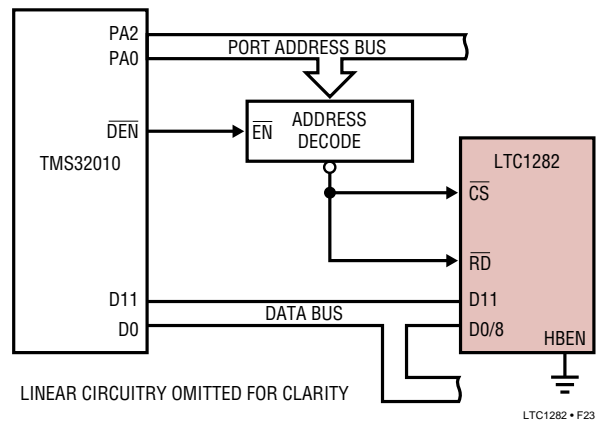 PA2
PA0
PORT ADDRESS BUS
DEN
EN
ADDRESS
DECODE
TMS32010
LTC1282
CS
RD
D11
D0
DATA BUS
D11
D0/8
HBEN
LINEAR CIRCUITRY OMITTED FOR CLARITY
LTC1282 • F23